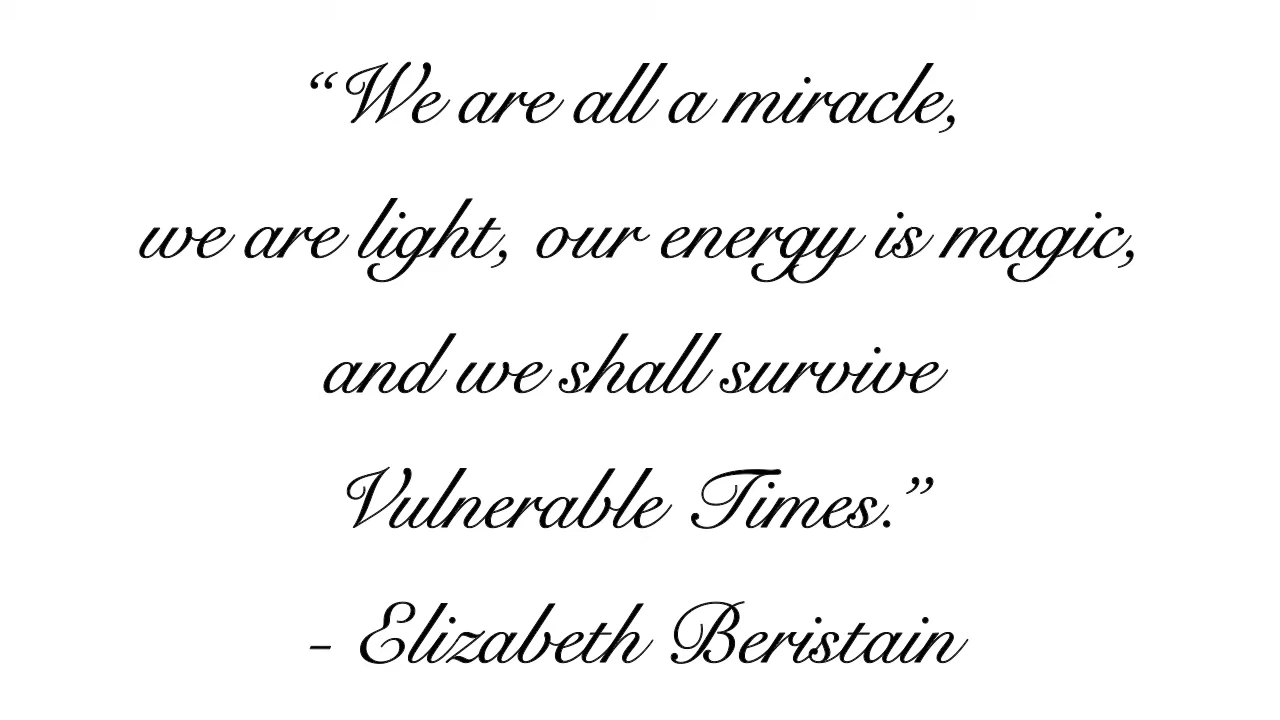 “We are all a miracle,
we are light, our energy is magic,
and we shall survive
Vulnerable Times.”
- Elizabeth Beristain